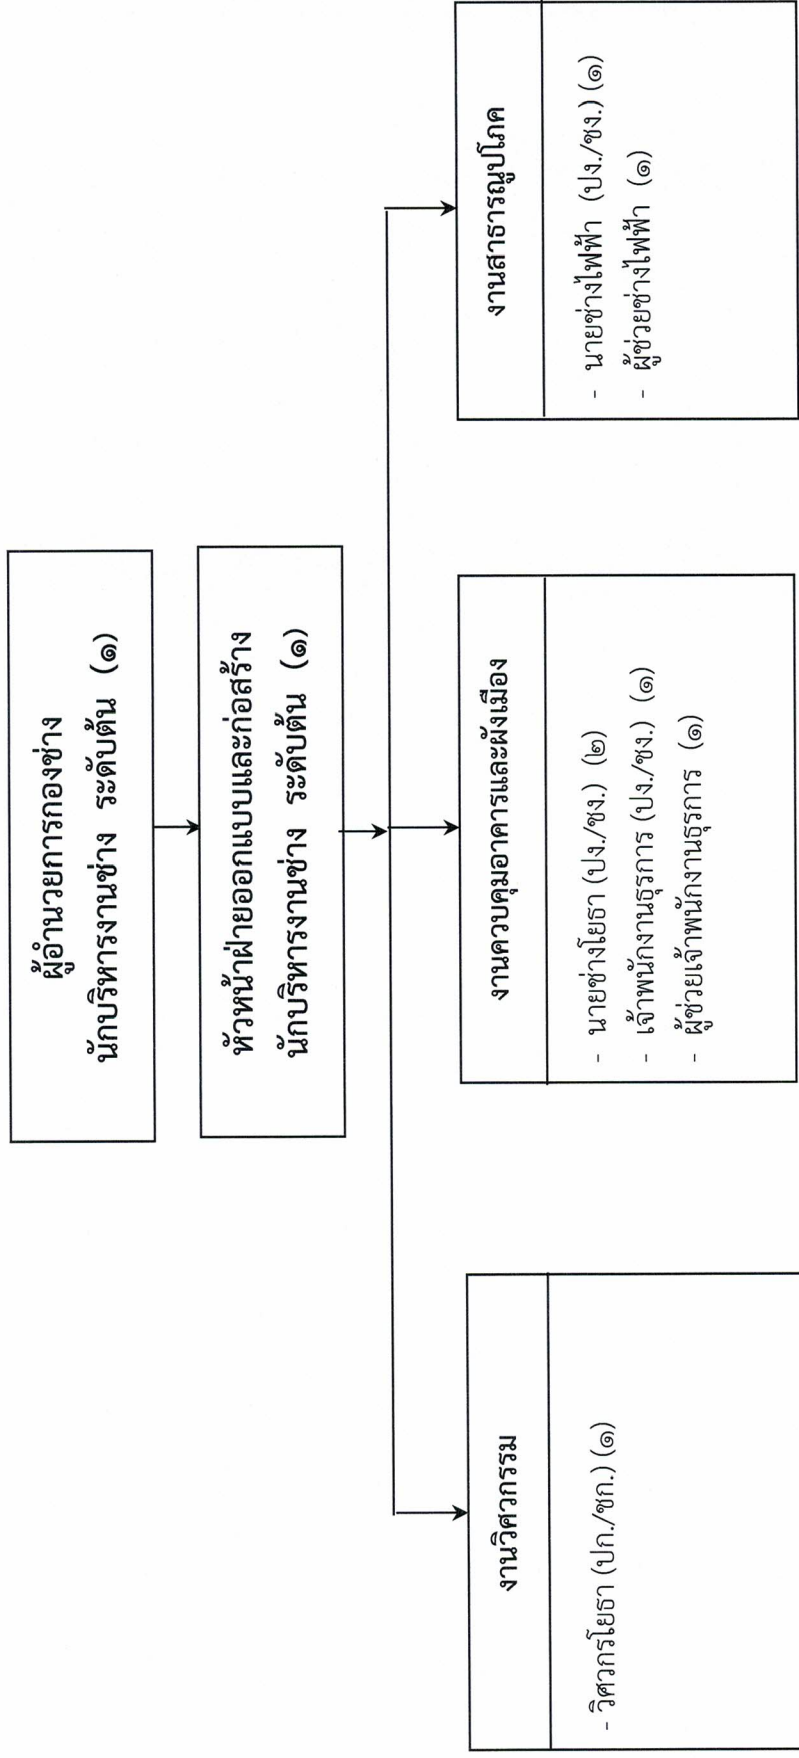 ผู้อำนวยการกองช่าง
นักบริหารงานช่าง ระดับต้น (๑)
หัวหน้าฝ่ายออกแบบและก่อสร้าง
นักบริหารงานช่าง ระดับต้น (๑)
งานวิศวกรรม
- วิศวกรโยธา (ปก./ชก.) (๑)
งานควบคุมอาคารและผังเมือง
- นายช่างโยธา (ปง./ชง.) (๒)
- เจ้าพนักงานธุรการ (ปง./ชง.) (๑)
- ผู้ช่วยเจ้าพนักงานธุรการ (๑)
งานสาธารณูปโภค
- นายช่างไฟฟ้า (ปง./ชง.) (๑)
- ผู้ช่วยช่างไฟฟ้า (๑)